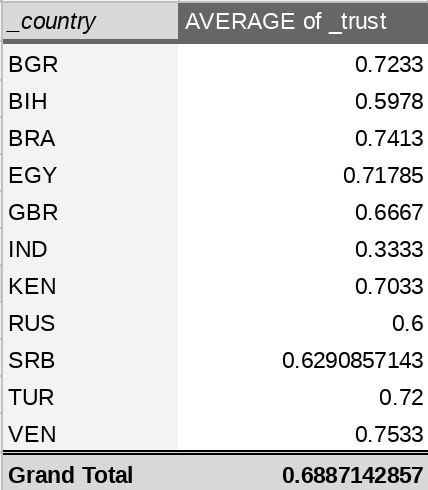 _country AVERAGE of _trust
BGR 0.7233
BIH 0.5978
BRA 0.7413
EGY 0.71785
GBR 0.6667
IND 0.3333
KEN 0.7033
RUS 0.6
SRB 0.6290857143
TUR 0.72
VEN 0.7533
Grand Total 0.6887142857